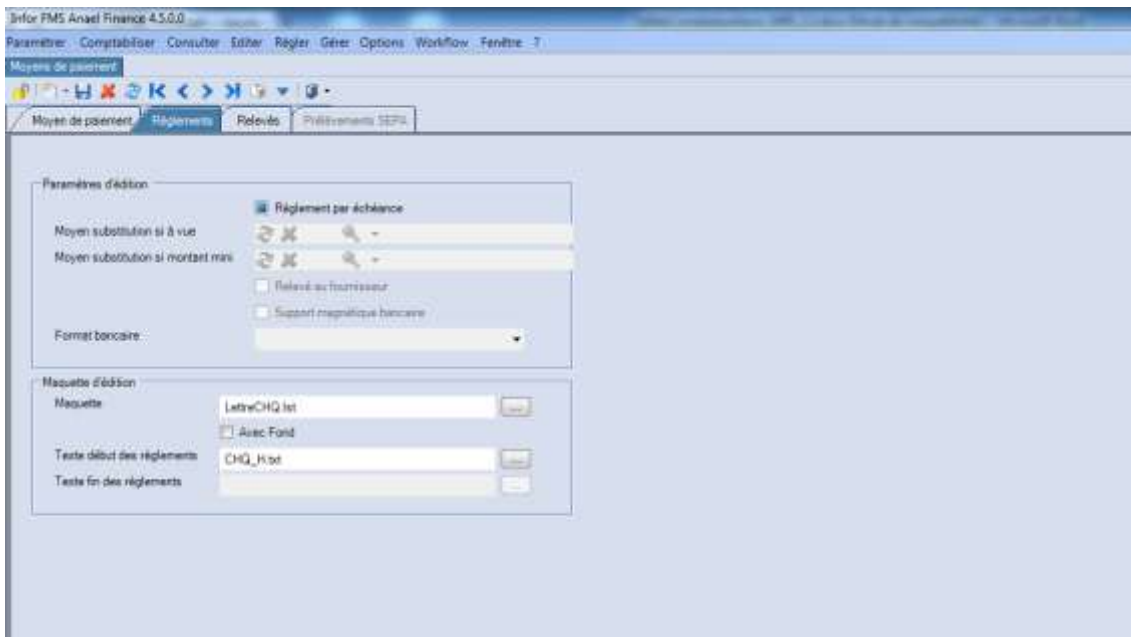 Infor FMS Anael Finance 4.5.0.0
Paramétrer Comptabiliser Consulter Editer Régler Gérer Options Workflow Fenêtre ?
Moyens de paiement
Moyen de paiement Règlements Relevés Prélèvements SEPA
Paramètres d'édition
Règlement par échéance
Moyen substitution si à vue
Moyen substitution si montant mini
Relevé au fournisseur
Support magnétique bancaire
Format bancaire
Maquette d'édition
Maquette LettreCHQ.lst ...
Avec Fond
Texte début des règlements CHQ_H.txt ...
Texte fin des règlements ...